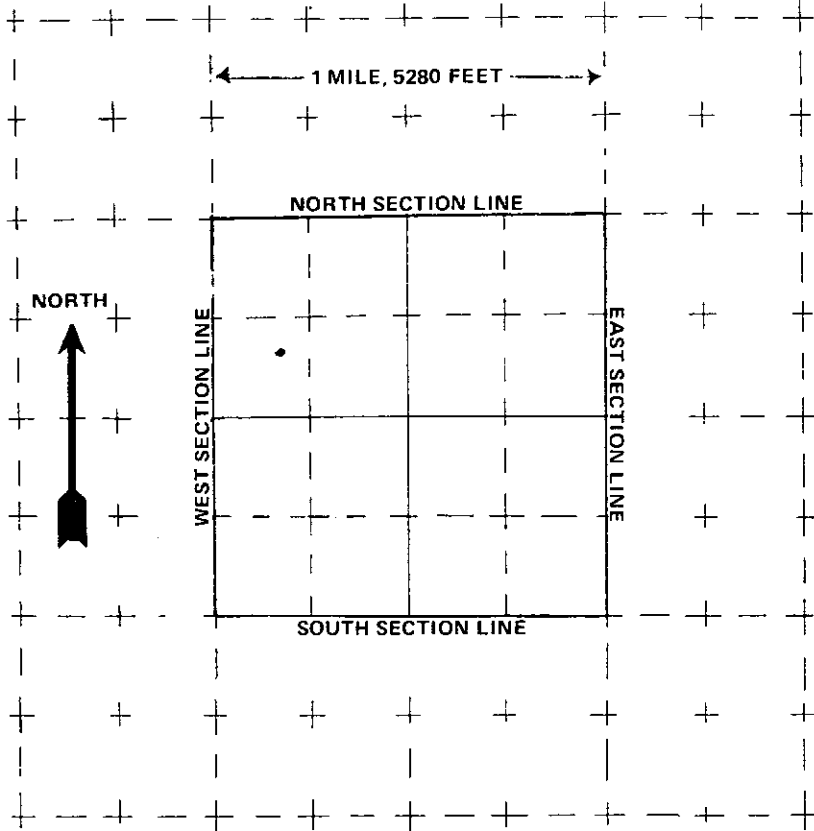 1 MILE, 5280 FEET
NORTH SECTION LINE
NORTH
WEST SECTION LINE
EAST SECTION LINE
SOUTH SECTION LINE